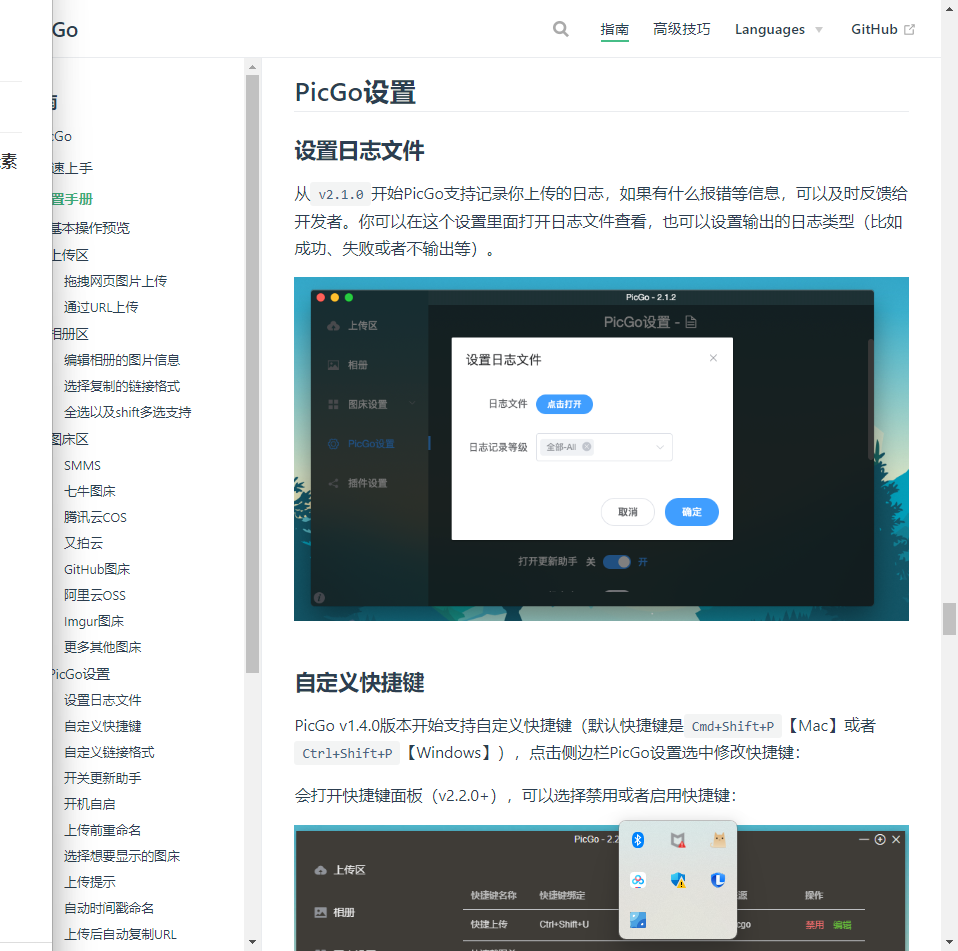 Go
指南
高级技巧
Languages
GitHub
素
Go
速上手
置手册
基本操作预览
上传区
拖拽网页图片上传
通过URL上传
相册区
编辑相册的图片信息
选择复制的链接格式
全选以及shift多选支持
图床区
SMMS
七牛图床
腾讯云COS
又拍云
GitHub图床
阿里云OSS
Imgur图床
更多其他图床
PicGo设置
设置日志文件
自定义快捷键
自定义链接格式
开关更新助手
开机自启
上传前重命名
选择想要显示的图床
上传提示
自动时间戳命名
上传后自动复制URL
PicGo设置
设置日志文件
从 v2.1.0 开始PicGo支持记录你上传的日志，如果有什么报错等信息，可以及时反馈给
开发者。你可以在这个设置里面打开日志文件查看，也可以设置输出的日志类型（比如
成功、失败或者不输出等）。
PicGo - 2.1.2
上传区
相册
图床设置
PicGo设置
插件设置
PicGo设置 -
设置日志文件
日志文件 点击打开
日志记录等级 全部-All
取消 确定
打开更新助手 关 开
自定义快捷键
PicGo v1.4.0版本开始支持自定义快捷键（默认快捷键是 Cmd+Shift+P 【Mac】或者
Ctrl+Shift+P 【Windows】），点击侧边栏PicGo设置选中修改快捷键：
会打开快捷键面板（v2.2.0+），可以选择禁用或者启用快捷键：
PicGo - 2.2
上传区
相册
快捷键名称 快捷键绑定 源 操作
快捷上传 Ctrl+Shift+U cgo 禁用 编辑